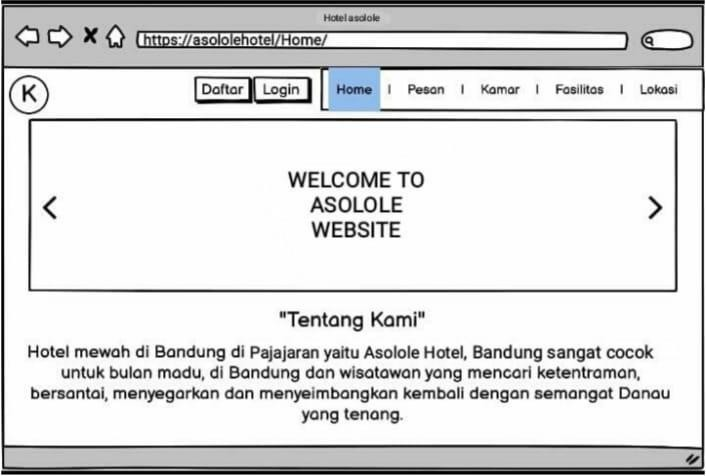 Hotel asolole
https://asololehotel/Home/
K
Daftar Login Home | Pesan | Kamar | Fasilitas | Lokasi
WELCOME TO
ASOLOLE
WEBSITE
"Tentang Kami"
Hotel mewah di Bandung di Pajajaran yaitu Asolole Hotel, Bandung sangat cocok
untuk bulan madu, di Bandung dan wisatawan yang mencari ketentraman,
bersantai, menyegarkan dan menyeimbangkan kembali dengan semangat Danau
yang tenang.